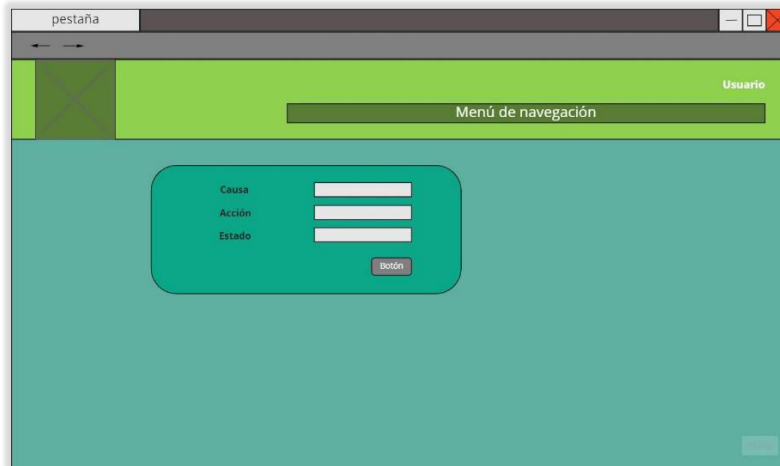 pestaña
Usuario
Menú de navegación
Causa
Acción
Estado
Botón